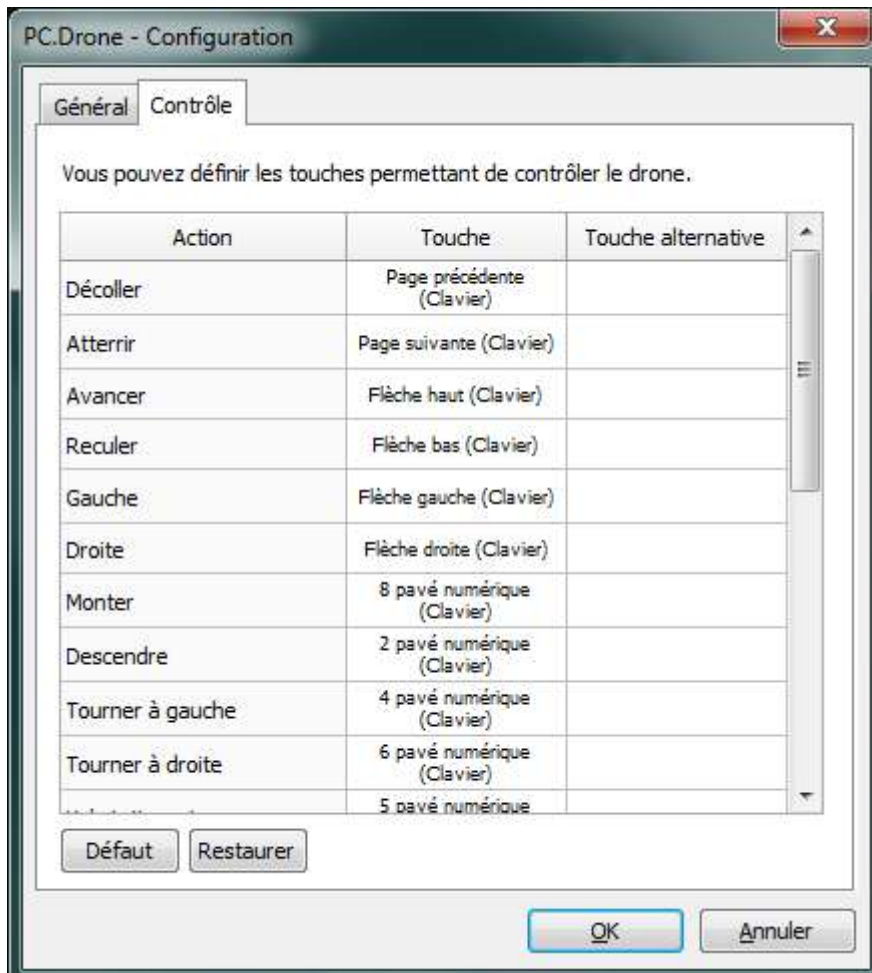 PC.Drone - Configuration
Général Contrôle
Vous pouvez définir les touches permettant de contrôler le drone.
Action Touche Touche alternative
Décoller Page précédente
(Clavier)
Atterrir Page suivante (Clavier)
Avancer Flèche haut (Clavier)
Reculer Flèche bas (Clavier)
Gauche Flèche gauche (Clavier)
Droite Flèche droite (Clavier)
Monter 8 pavé numérique
(Clavier)
Descendre 2 pavé numérique
(Clavier)
Tourner à gauche 4 pavé numérique
(Clavier)
Tourner à droite 6 pavé numérique
(Clavier)
5 pavé numérique
Défaut Restaurer
OK Annuler